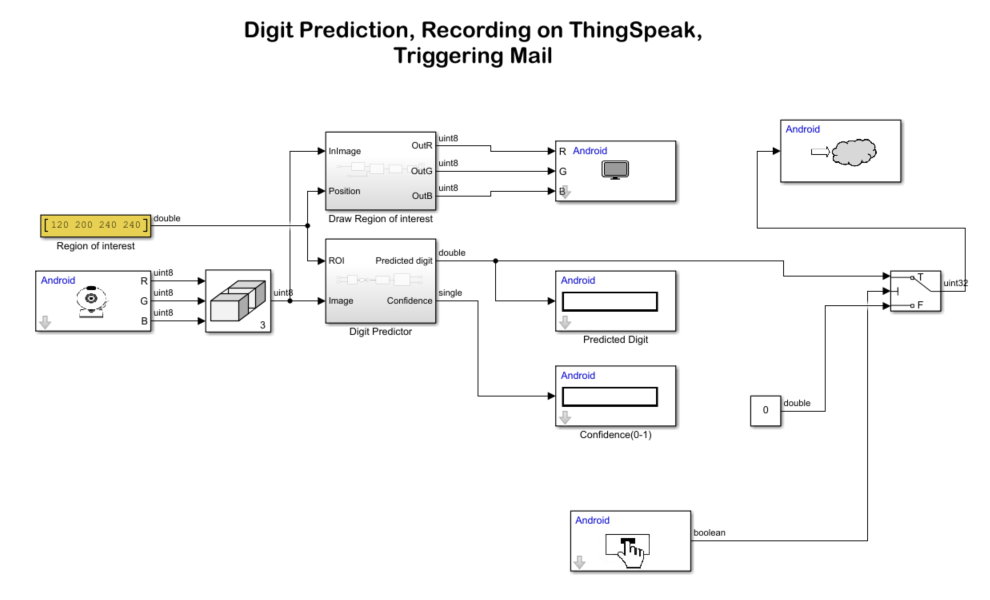 Digit Prediction, Recording on ThingSpeak,
Triggering Mail
Android
InImage
Position
OutR
OutG
OutB
uint8
uint8
uint8
R
G
B
Android
Draw Region of interest
[120 200 240 240]
double
Region of interest
ROI
Image
Predicted digit
Confidence
double
single
Digit Predictor
Android
R
G
B
uint8
uint8
uint8
3
uint8
Android
Predicted Digit
T
F
uint32
Android
Confidence(0-1)
0
double
Android
boolean